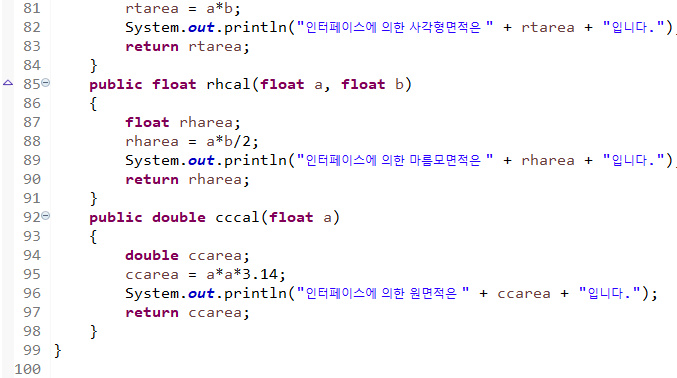 81 rtarea = a*b;
82 System.out.println("인터페이스에 의한 사각형면적은 " + rtarea + "입니다.")
83 return rtarea;
84 }
85 public float rhcal(float a, float b)
86 {
87 float rharea;
88 rharea = a*b/2;
89 System.out.println("인터페이스에 의한 마름모면적은 " + rharea + "입니다.")
90 return rharea;
91 }
92 public double cccal(float a)
93 {
94 double ccarea;
95 ccarea = a*a*3.14;
96 System.out.println("인터페이스에 의한 원면적은 " + ccarea + "입니다.");
97 return ccarea;
98 }
99 }
100